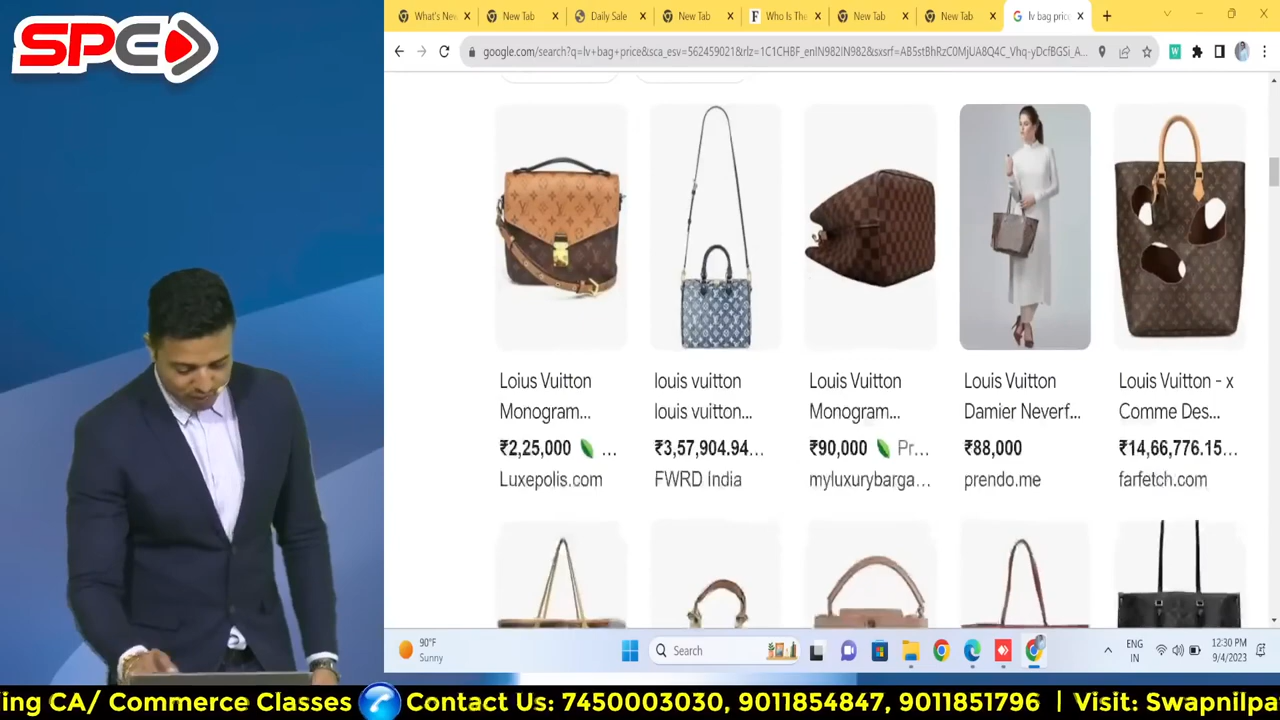 SPC
What's Ne
New Tab
Daily Sale
New Tab
Who Is The
New Tab
New Tab
lv bag price
google.com/search?q=lv+bag+price&sca_esv=562459021&rlz=1C1CHBF_enIN982IN982&sxsrf=AB5stBhRzC0MjUA8Q4C_Vhq-yDcfBGSi_A...
Loius Vuitton
Monogram...
₹2,25,000 ...
Luxepolis.com
louis vuitton
louis vuitton...
₹3,57,904.94...
FWRD India
Louis Vuitton
Monogram...
₹90,000 Pr...
myluxurybarga...
Louis Vuitton
Damier Neverf...
₹88,000
prendo.me
Louis Vuitton - x
Comme Des...
₹14,66,776.15...
farfetch.com
90°F
Sunny
Search
ENG
IN
12:30 PM
9/4/2023
ing CA/ Commerce Classes Contact Us: 7450003030, 9011854847, 9011851796 | Visit: Swapnilpa